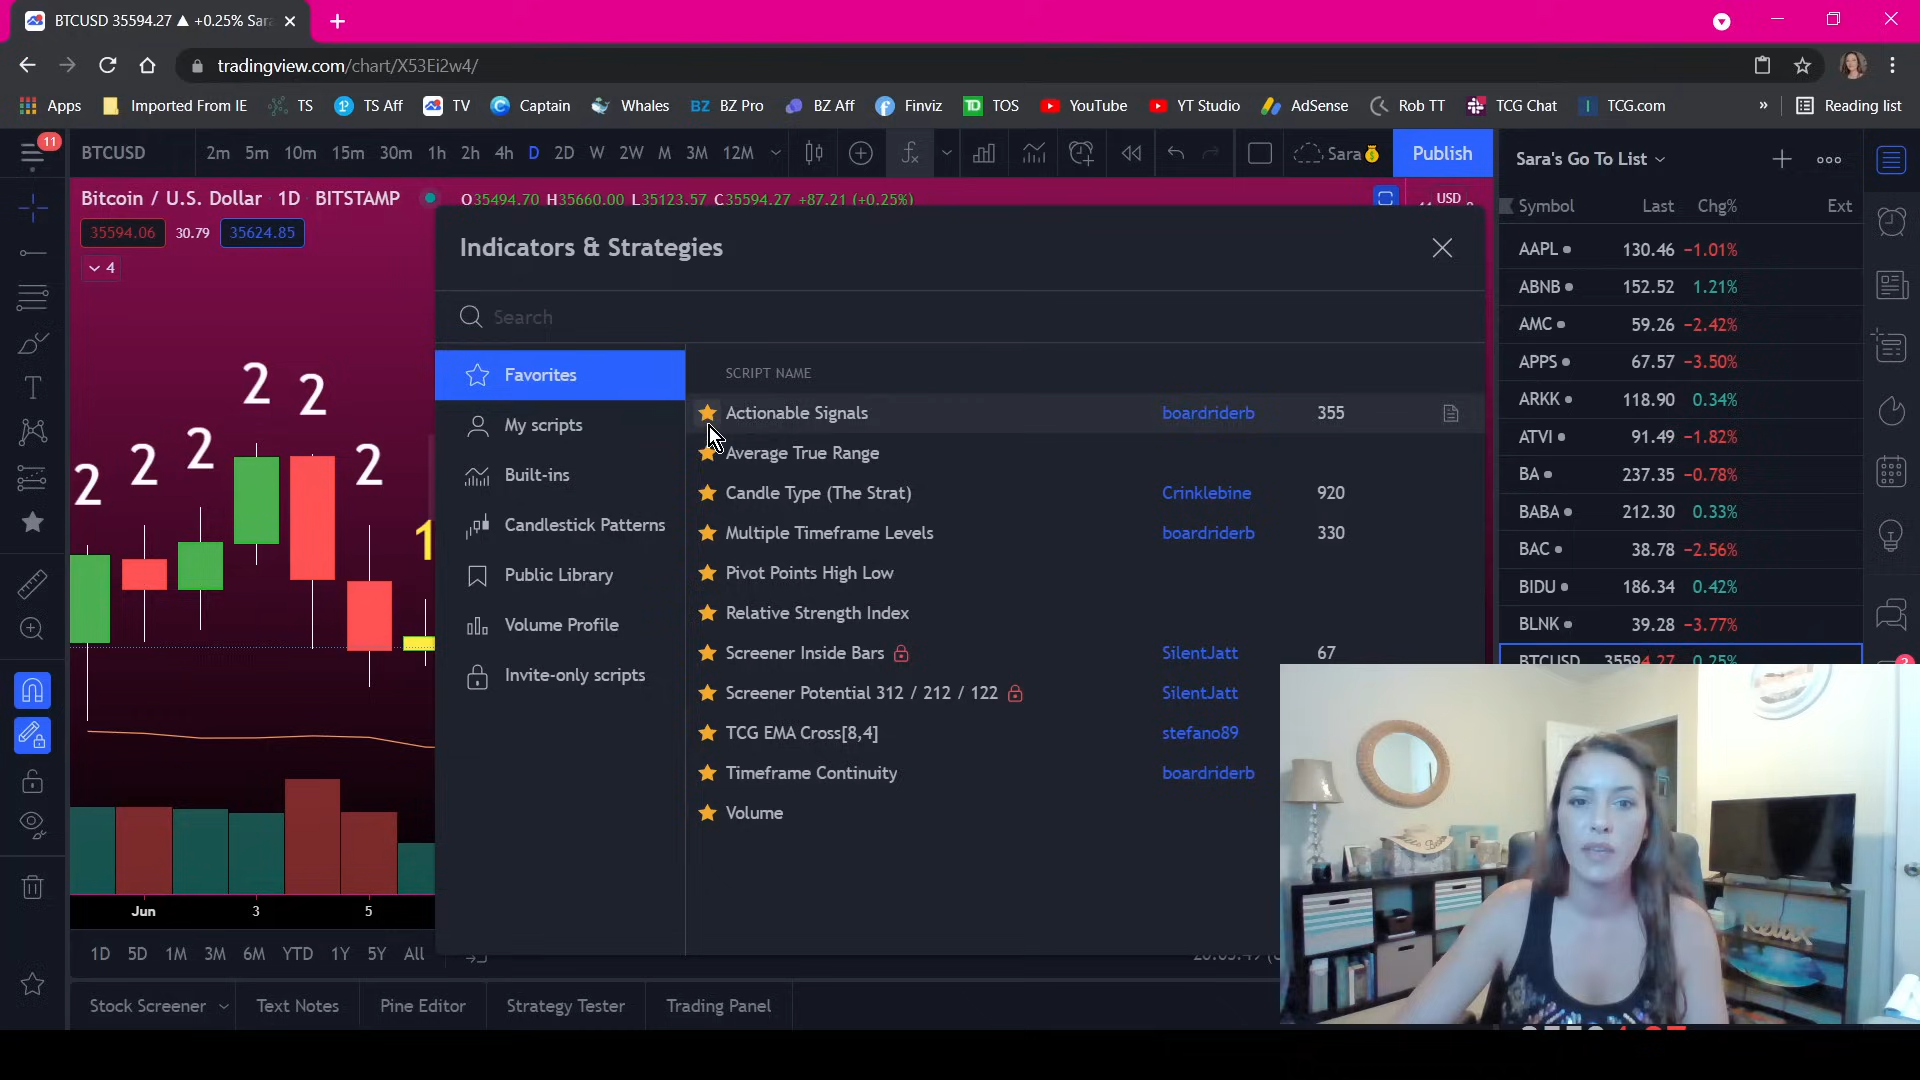 BTCUSD 35594.27 ▲ +0.25% Sara
tradingview.com/chart/X53Ei2w4/
Apps Imported From IE TS TS Aff TV Captain Whales BZ Pro BZ Aff Finviz TOS YouTube YT Studio AdSense Rob TT TCG Chat TCG.com » Reading list
11 BTCUSD 2m 5m 10m 15m 30m 1h 2h 4h D 2D W 2W M 3M 12M Sara Publish
Sara's Go To List
Bitcoin / U.S. Dollar 1D BITSTAMP O35494.70 H35660.00 L35123.57 C35594.27 +87.21 (+0.25%) USD
35594.06 30.79 35624.85
4
Symbol Last Chg% Ext
Indicators & Strategies
Search
Favorites
My scripts
Built-ins
Candlestick Patterns
Public Library
Volume Profile
Invite-only scripts
SCRIPT NAME
Actionable Signals boardriderb 355
Average True Range
Candle Type (The Strat) Crinklebine 920
Multiple Timeframe Levels boardriderb 330
Pivot Points High Low
Relative Strength Index
Screener Inside Bars SilentJatt 67
Screener Potential 312 / 212 / 122 SilentJatt
TCG EMA Cross[8,4] stefano89
Timeframe Continuity boardriderb
Volume
AAPL 130.46 −1.01%
ABNB 152.52 1.21%
AMC 59.26 −2.42%
APPS 67.57 −3.50%
ARKK 118.90 0.34%
ATVI 91.49 −1.82%
BA 237.35 −0.78%
BABA 212.30 0.33%
BAC 38.78 −2.56%
BIDU 186.34 0.42%
BLNK 39.28 −3.77%
BTCUSD 35594.27 0.25%
2 2 2 2 2 2 1
Jun 3 5
1D 5D 1M 3M 6M YTD 1Y 5Y All
Stock Screener Text Notes Pine Editor Strategy Tester Trading Panel
Relax